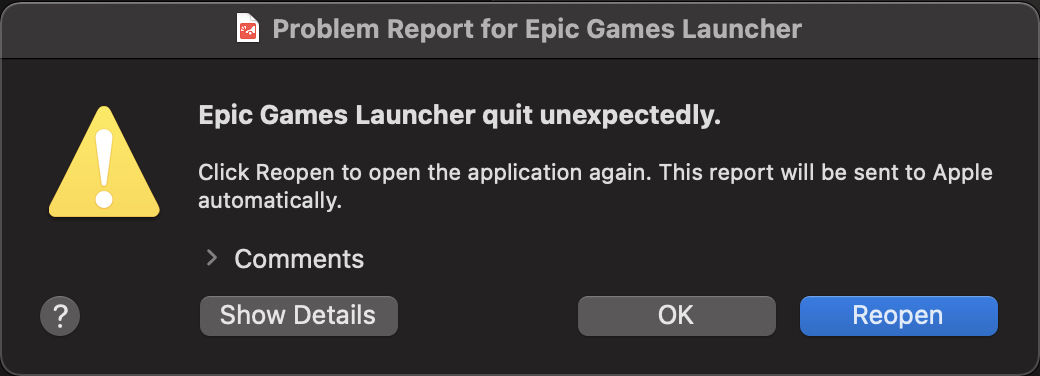 Problem Report for Epic Games Launcher
Epic Games Launcher quit unexpectedly.
Click Reopen to open the application again. This report will be sent to Apple
automatically.
Comments
?
Show Details
OK
Reopen